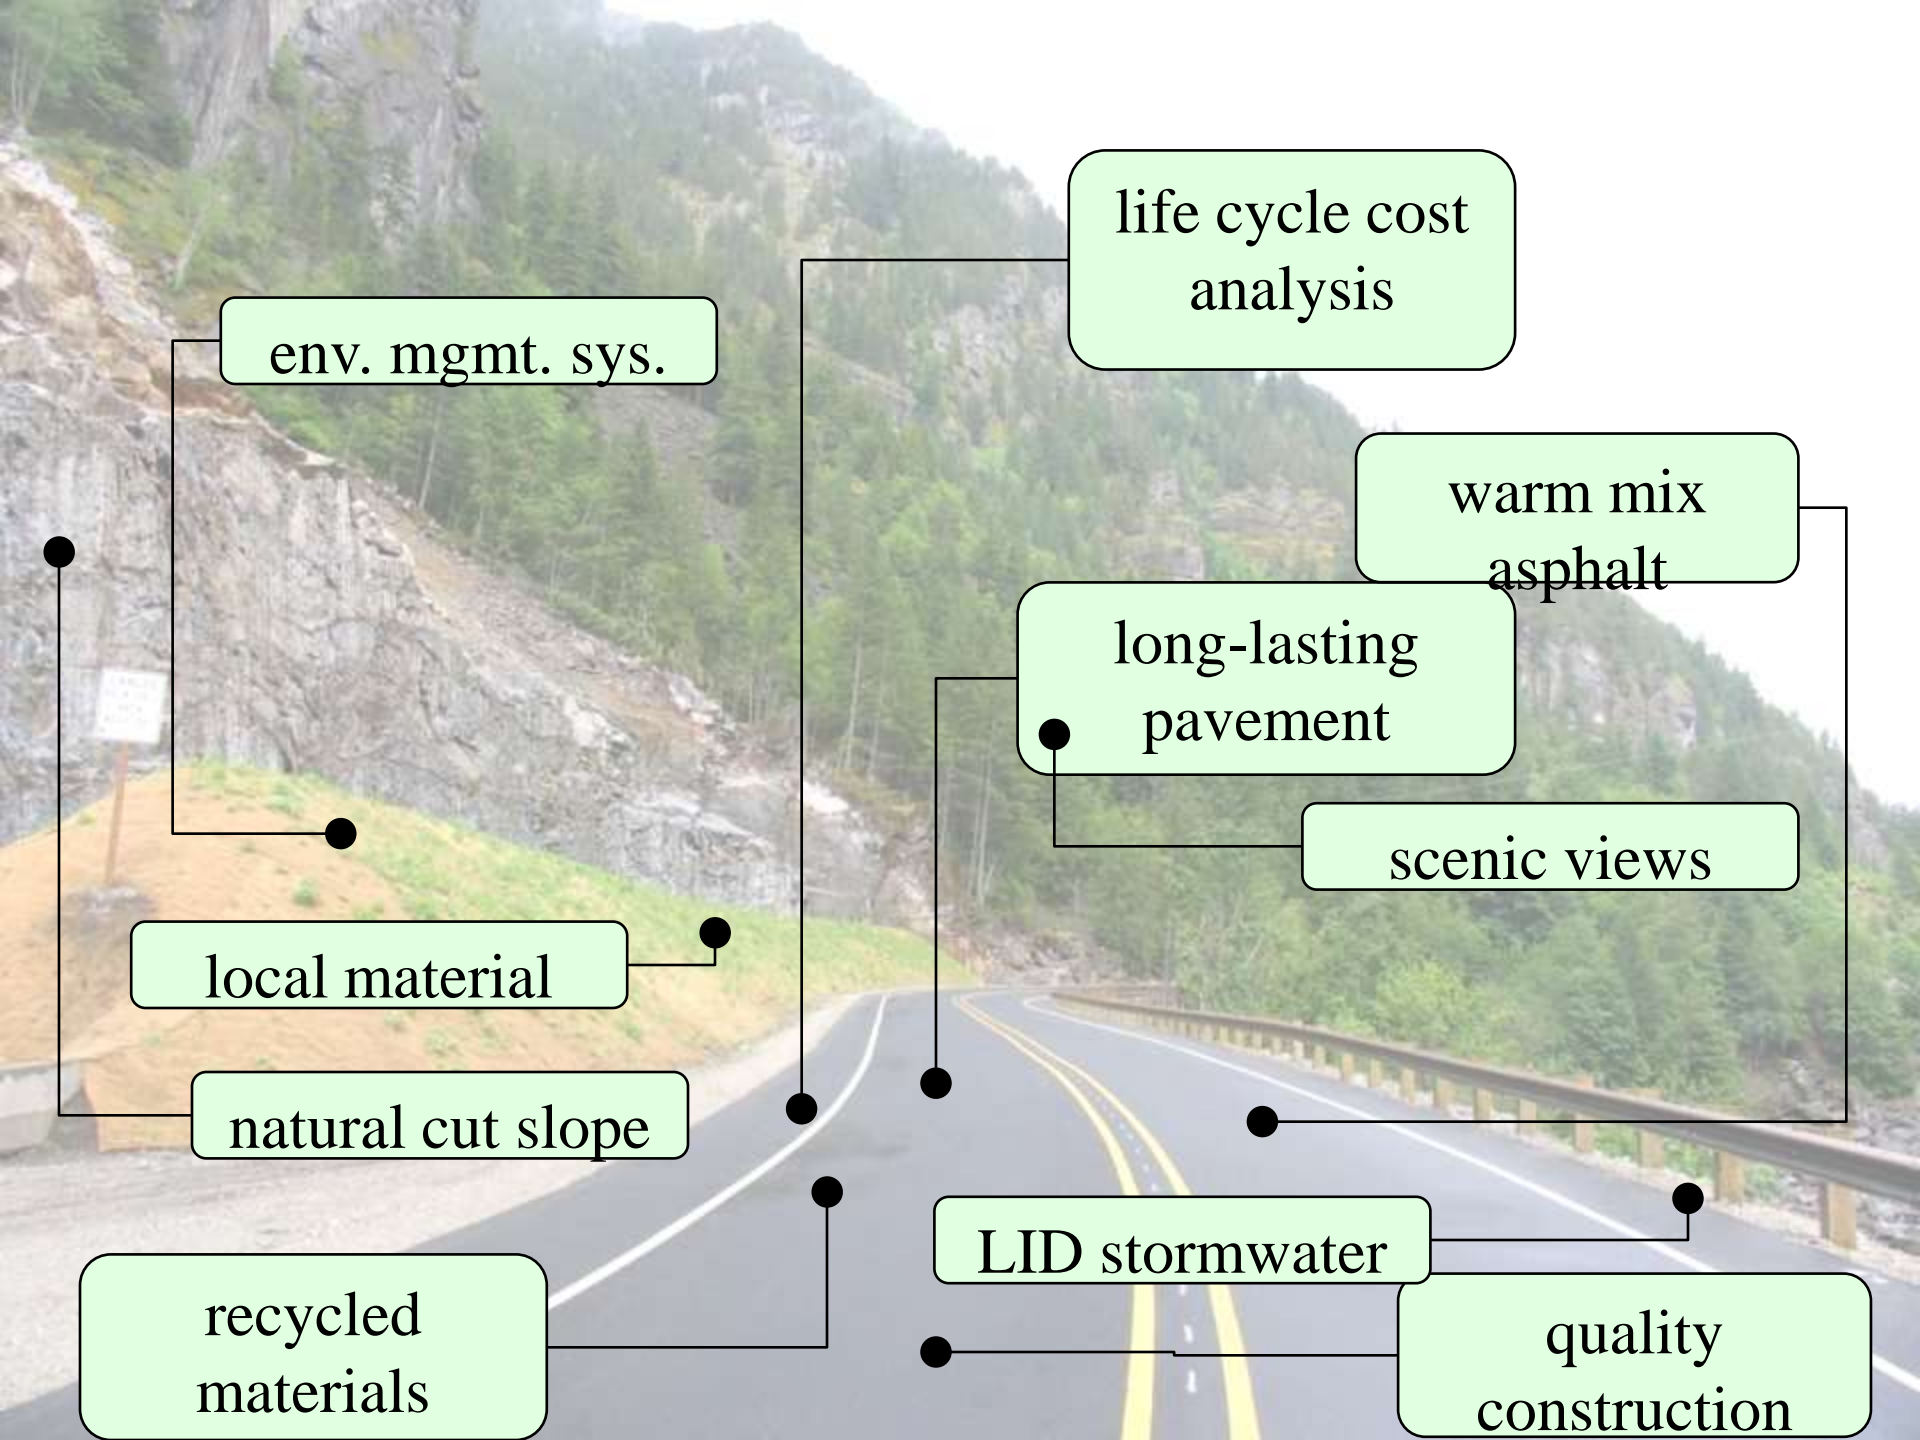 life cycle cost
analysis
env. mgmt. sys.
warm mix
asphalt
long-lasting
pavement
scenic views
local material
natural cut slope
LID stormwater
recycled
materials
quality
construction